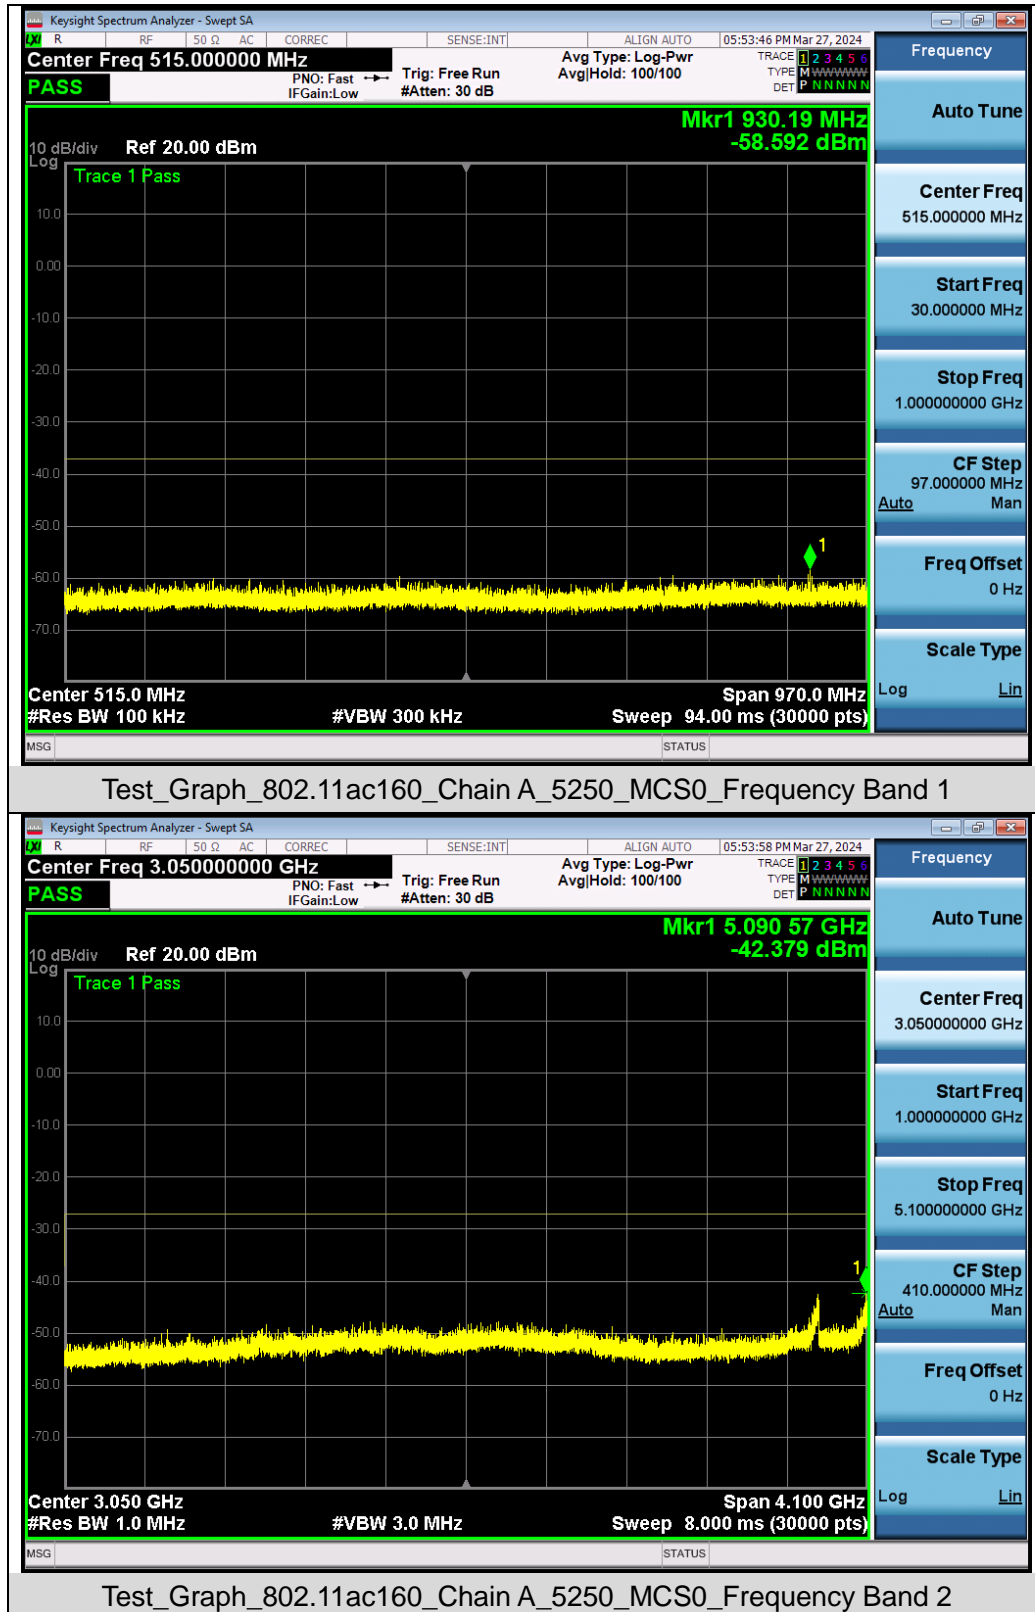 Keysight Spectrum Analyzer - Swept SA
LXI R RF 50 Ω AC CORREC SENSE:INT ALIGN AUTO 05:53:46 PM Mar 27, 2024
Center Freq 515.000000 MHz
PASS
PNO: Fast
IFGain:Low
Trig: Free Run
#Atten: 30 dB
Avg Type: Log-Pwr
Avg|Hold: 100/100
TRACE 1 2 3 4 5 6
TYPE M WWWWW
DET P N N N N N
Frequency
Mkr1 930.19 MHz
-58.592 dBm
10 dB/div Ref 20.00 dBm
Log
Trace 1 Pass
10.0
0.00
-10.0
-20.0
-30.0
-40.0
-50.0
-60.0
-70.0
1
Center 515.0 MHz Span 970.0 MHz
#Res BW 100 kHz #VBW 300 kHz Sweep 94.00 ms (30000 pts)
MSG STATUS
Auto Tune
Center Freq
515.000000 MHz
Start Freq
30.000000 MHz
Stop Freq
1.000000000 GHz
CF Step
97.000000 MHz
Auto Man
Freq Offset
0 Hz
Scale Type
Log Lin
Test_Graph_802.11ac160_Chain A_5250_MCS0_Frequency Band 1
Keysight Spectrum Analyzer - Swept SA
LXI R RF 50 Ω AC CORREC SENSE:INT ALIGN AUTO 05:53:58 PM Mar 27, 2024
Center Freq 3.050000000 GHz
PASS
PNO: Fast
IFGain:Low
Trig: Free Run
#Atten: 30 dB
Avg Type: Log-Pwr
Avg|Hold: 100/100
TRACE 1 2 3 4 5 6
TYPE M WWWWW
DET P N N N N N
Frequency
Mkr1 5.090 57 GHz
-42.379 dBm
10 dB/div Ref 20.00 dBm
Log
Trace 1 Pass
10.0
0.00
-10.0
-20.0
-30.0
-40.0
-50.0
-60.0
-70.0
1
Center 3.050 GHz Span 4.100 GHz
#Res BW 1.0 MHz #VBW 3.0 MHz Sweep 8.000 ms (30000 pts)
MSG STATUS
Auto Tune
Center Freq
3.050000000 GHz
Start Freq
1.000000000 GHz
Stop Freq
5.100000000 GHz
CF Step
410.000000 MHz
Auto Man
Freq Offset
0 Hz
Scale Type
Log Lin
Test_Graph_802.11ac160_Chain A_5250_MCS0_Frequency Band 2